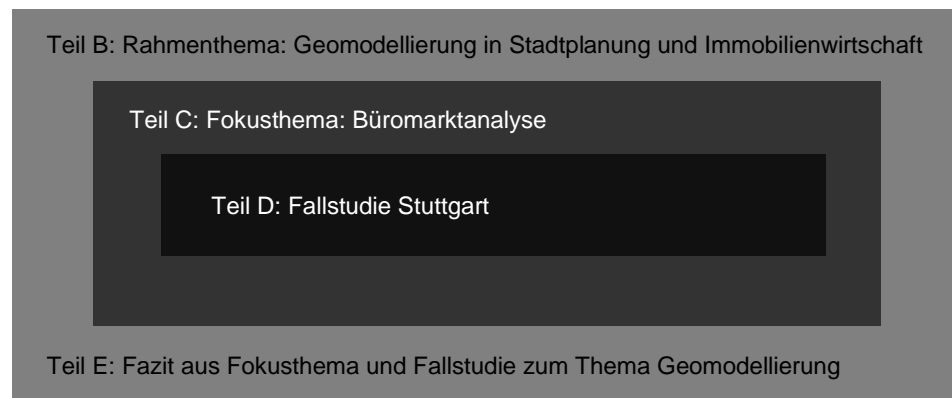 Teil B: Rahmenthema: Geomodellierung in Stadtplanung und Immobilienwirtschaft
Teil C: Fokusthema: Büromarktanalyse
Teil D: Fallstudie Stuttgart
Teil E: Fazit aus Fokusthema und Fallstudie zum Thema Geomodellierung